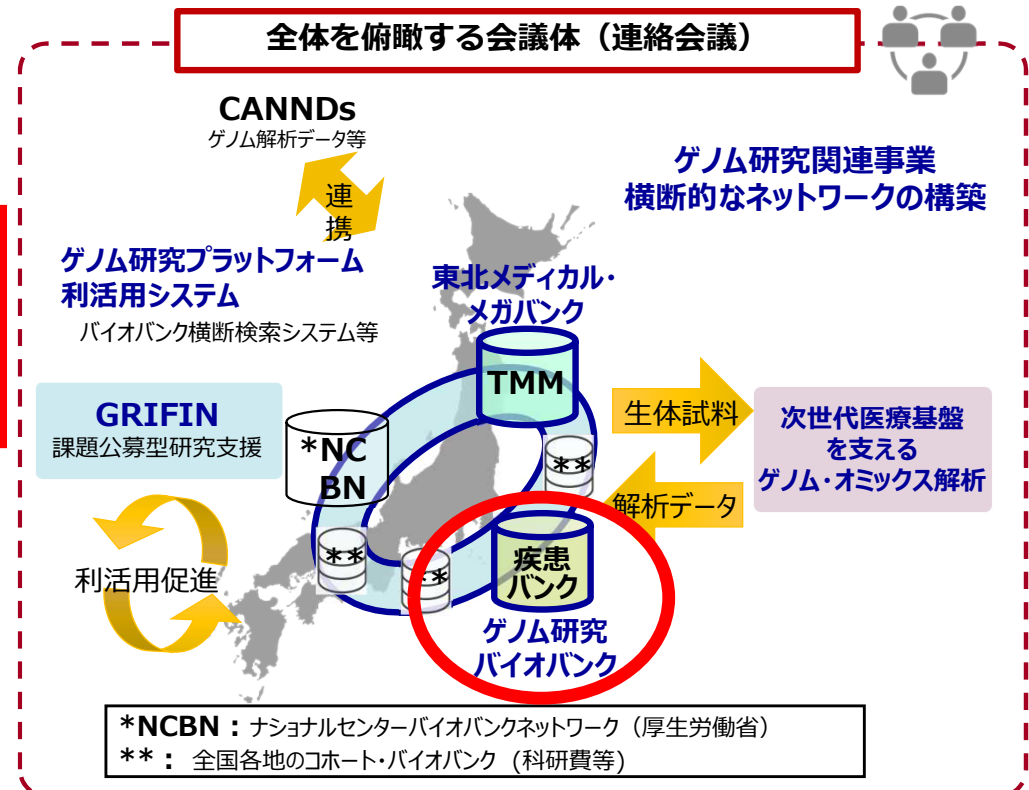 全体を俯瞰する会議体（連絡会議）
CANNDs
ゲノム解析データ等
連
携
ゲノム研究関連事業
横断的なネットワークの構築
ゲノム研究プラットフォーム
利活用システム
バイオバンク横断検索システム等
東北メディカル・
メガバンク
TMM
GRIFIN
課題公募型研究支援
*NC
BN
**
生体試料
次世代医療基盤
を支える
ゲノム・オミックス解析
解析データ
利活用促進
**
**
疾患
バンク
ゲノム研究
バイオバンク
*NCBN：ナショナルセンターバイオバンクネットワーク（厚生労働省）
**：全国各地のコホート・バイオバンク (科研費等)